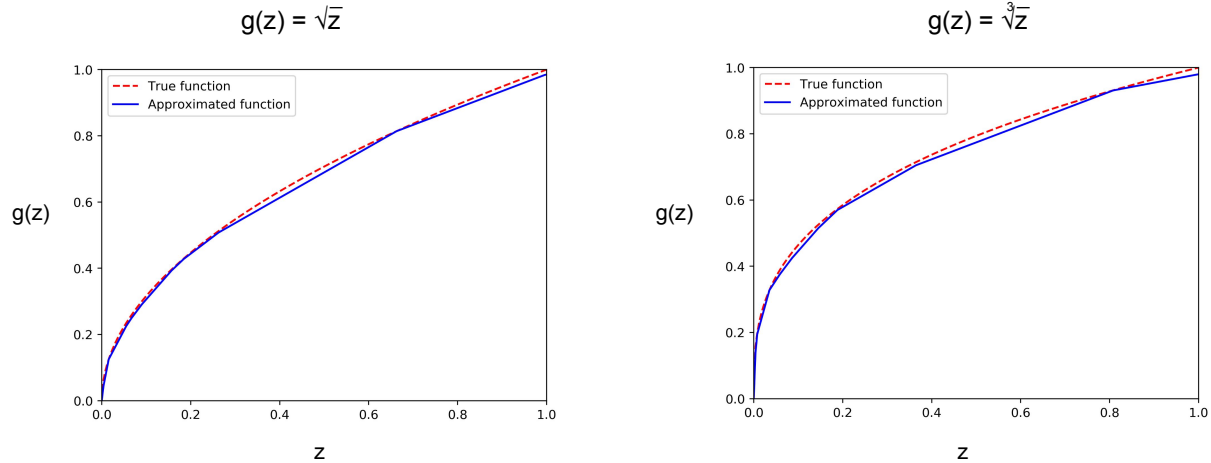 g(z) = √z
1.0
0.8
0.6
0.4
0.2
0.0
g(z)
True function
Approximated function
0.0 0.2 0.4 0.6 0.8 1.0
z
g(z) = ∛z
1.0
0.8
0.6
0.4
0.2
0.0
g(z)
True function
Approximated function
0.0 0.2 0.4 0.6 0.8 1.0
z